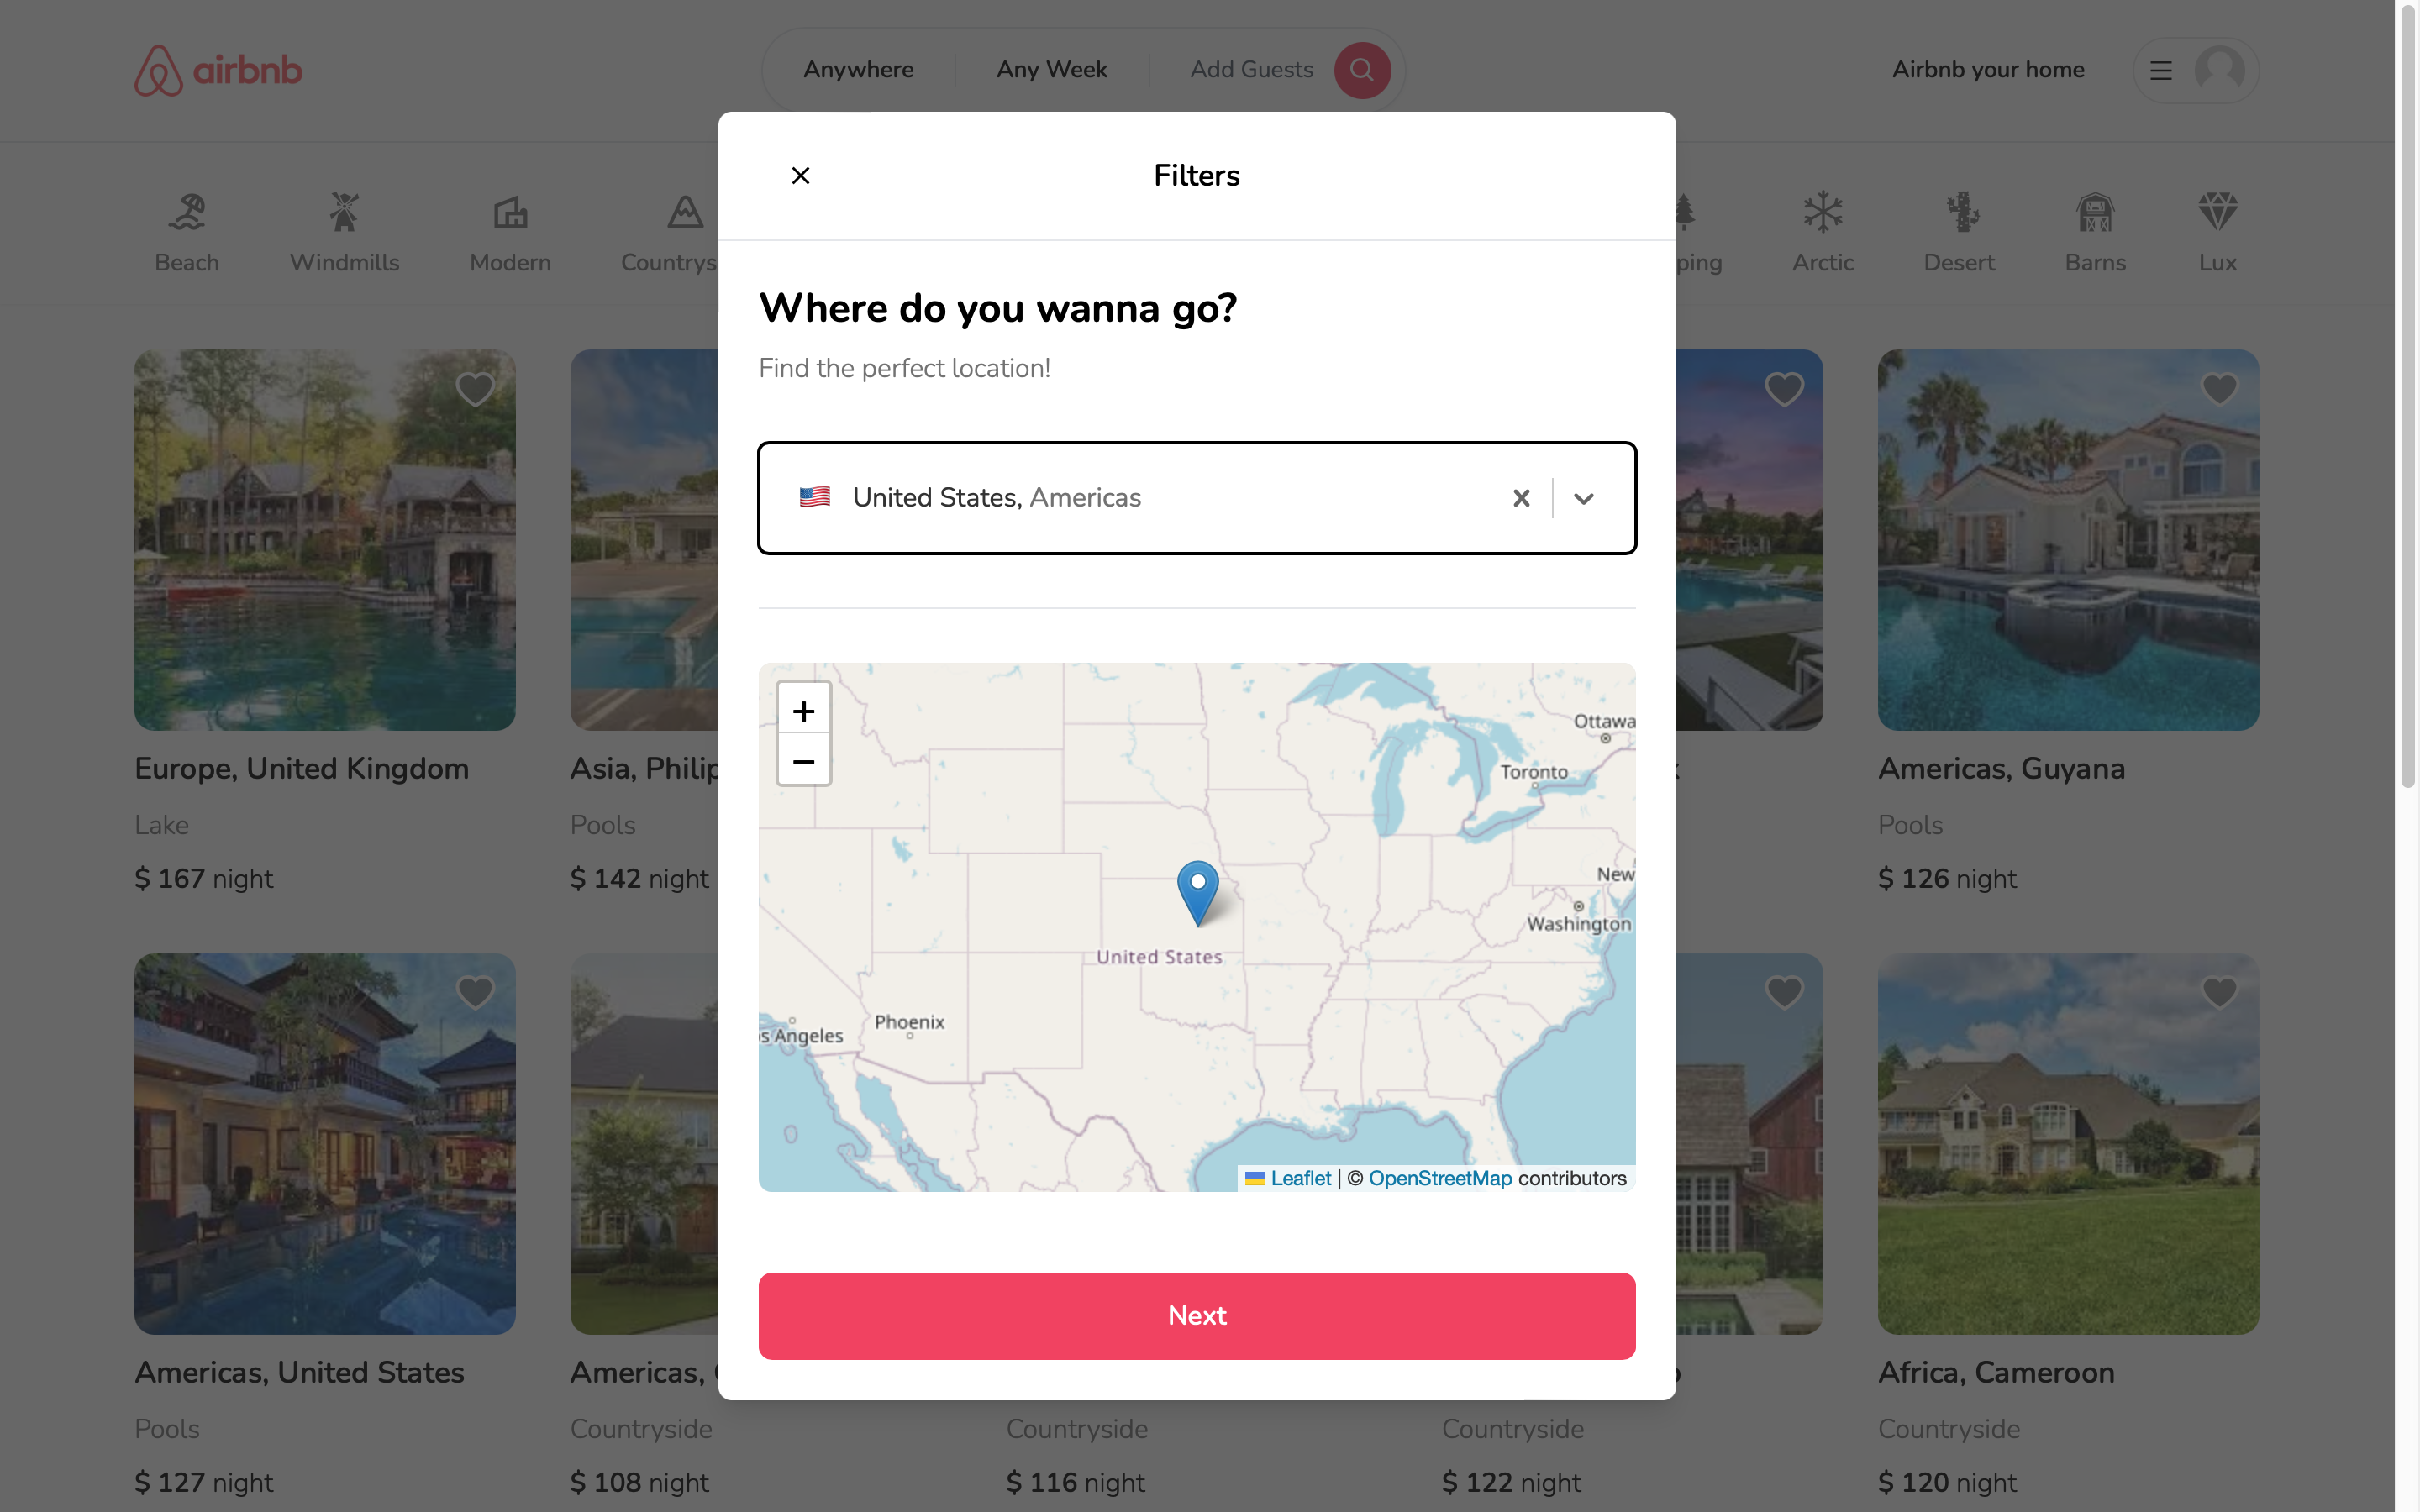 airbnb
Anywhere
Any Week
Add Guests
Airbnb your home
Filters
Beach
Windmills
Modern
Countrys
ping
Arctic
Desert
Barns
Lux
Where do you wanna go?
Find the perfect location!
United States, Americas
+
−
Ottawa
Toronto
New
Washington
United States
Phoenix
s Angeles
Leaflet | © OpenStreetMap contributors
Next
Europe, United Kingdom
Lake
$ 167 night
Asia, Philip
Pools
$ 142 night
Americas, Guyana
Pools
$ 126 night
Americas, United States
Pools
$ 127 night
Americas,
Countryside
$ 108 night
Countryside
$ 116 night
Countryside
$ 122 night
Africa, Cameroon
Countryside
$ 120 night